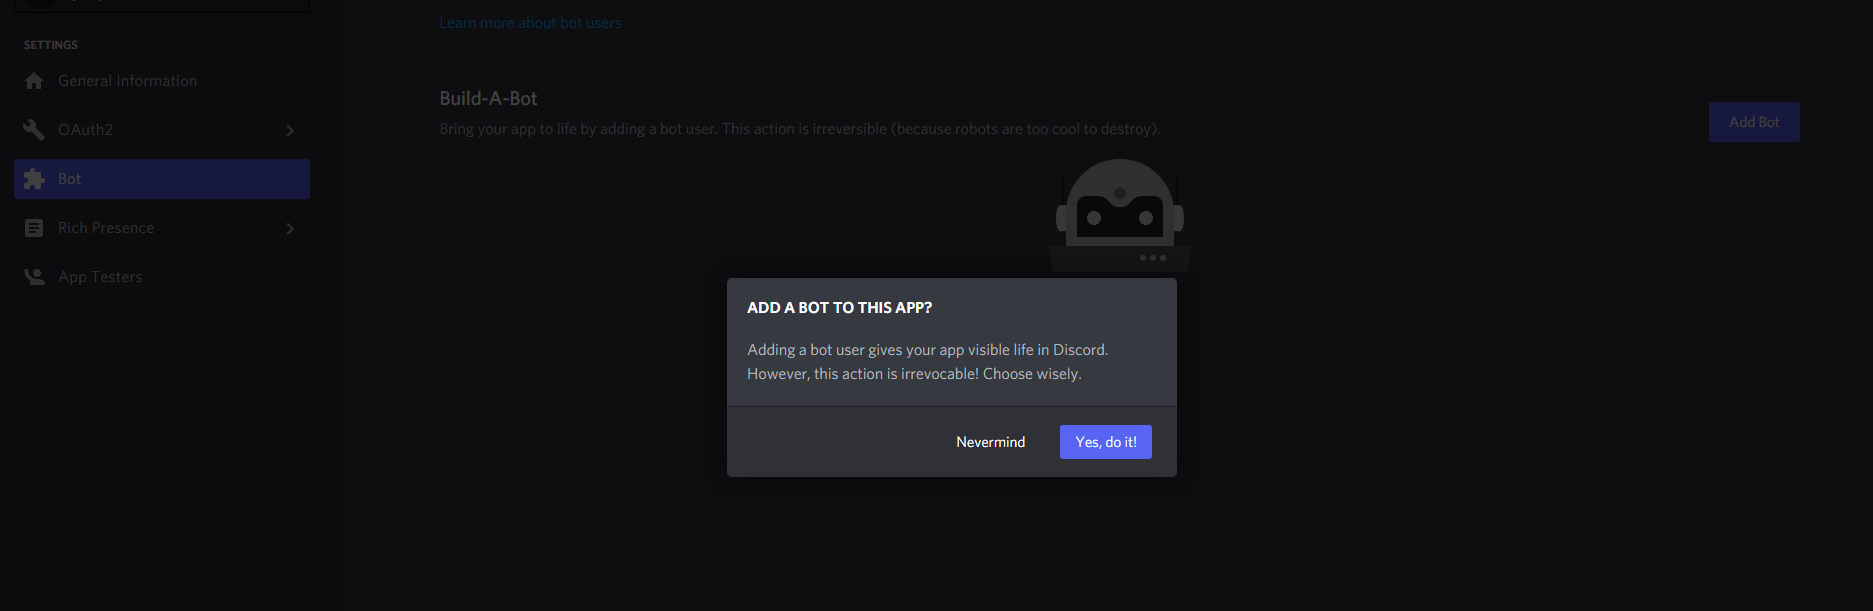 Learn more about bot users
SETTINGS
General Information
OAuth2
Bot
Rich Presence
App Testers
Build-A-Bot
Bring your app to life by adding a bot user. This action is irreversible (because robots are too cool to destroy).
Add Bot
ADD A BOT TO THIS APP?
Adding a bot user gives your app visible life in Discord.
However, this action is irrevocable! Choose wisely.
Nevermind
Yes, do it!